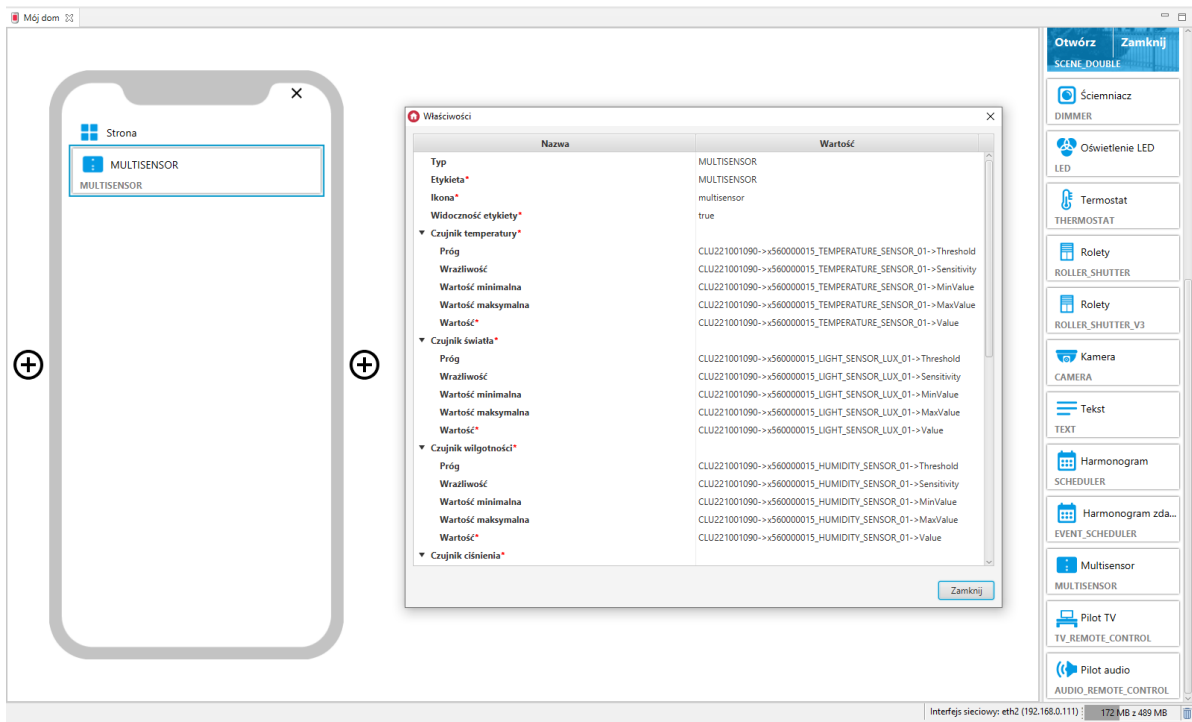 Mój dom
Strona
MULTISENSOR
MULTISENSOR
Właściwości
Nazwa Wartość
Typ MULTISENSOR
Etykieta* MULTISENSOR
Ikona* multisensor
Widoczność etykiety* true
Czujnik temperatury*
Próg CLU221001090->x560000015_TEMPERATURE_SENSOR_01->Threshold
Wrażliwość CLU221001090->x560000015_TEMPERATURE_SENSOR_01->Sensitivity
Wartość minimalna CLU221001090->x560000015_TEMPERATURE_SENSOR_01->MinValue
Wartość maksymalna CLU221001090->x560000015_TEMPERATURE_SENSOR_01->MaxValue
Wartość* CLU221001090->x560000015_TEMPERATURE_SENSOR_01->Value
Czujnik światła*
Próg CLU221001090->x560000015_LIGHT_SENSOR_LUX_01->Threshold
Wrażliwość CLU221001090->x560000015_LIGHT_SENSOR_LUX_01->Sensitivity
Wartość minimalna CLU221001090->x560000015_LIGHT_SENSOR_LUX_01->MinValue
Wartość maksymalna CLU221001090->x560000015_LIGHT_SENSOR_LUX_01->MaxValue
Wartość* CLU221001090->x560000015_LIGHT_SENSOR_LUX_01->Value
Czujnik wilgotności*
Próg CLU221001090->x560000015_HUMIDITY_SENSOR_01->Threshold
Wrażliwość CLU221001090->x560000015_HUMIDITY_SENSOR_01->Sensitivity
Wartość minimalna CLU221001090->x560000015_HUMIDITY_SENSOR_01->MinValue
Wartość maksymalna CLU221001090->x560000015_HUMIDITY_SENSOR_01->MaxValue
Wartość* CLU221001090->x560000015_HUMIDITY_SENSOR_01->Value
Czujnik ciśnienia*
Zamknij
Otwórz Zamknij
SCENE_DOUBLE
Ściemniacz
DIMMER
Oświetlenie LED
LED
Termostat
THERMOSTAT
Rolety
ROLLER_SHUTTER
Rolety
ROLLER_SHUTTER_V3
Kamera
CAMERA
Tekst
TEXT
Harmonogram
SCHEDULER
Harmonogram zda...
EVENT_SCHEDULER
Multisensor
MULTISENSOR
Pilot TV
TV_REMOTE_CONTROL
Pilot audio
AUDIO_REMOTE_CONTROL
Interfejs sieciowy: eth2 (192.168.0.111) 172 MB z 489 MB